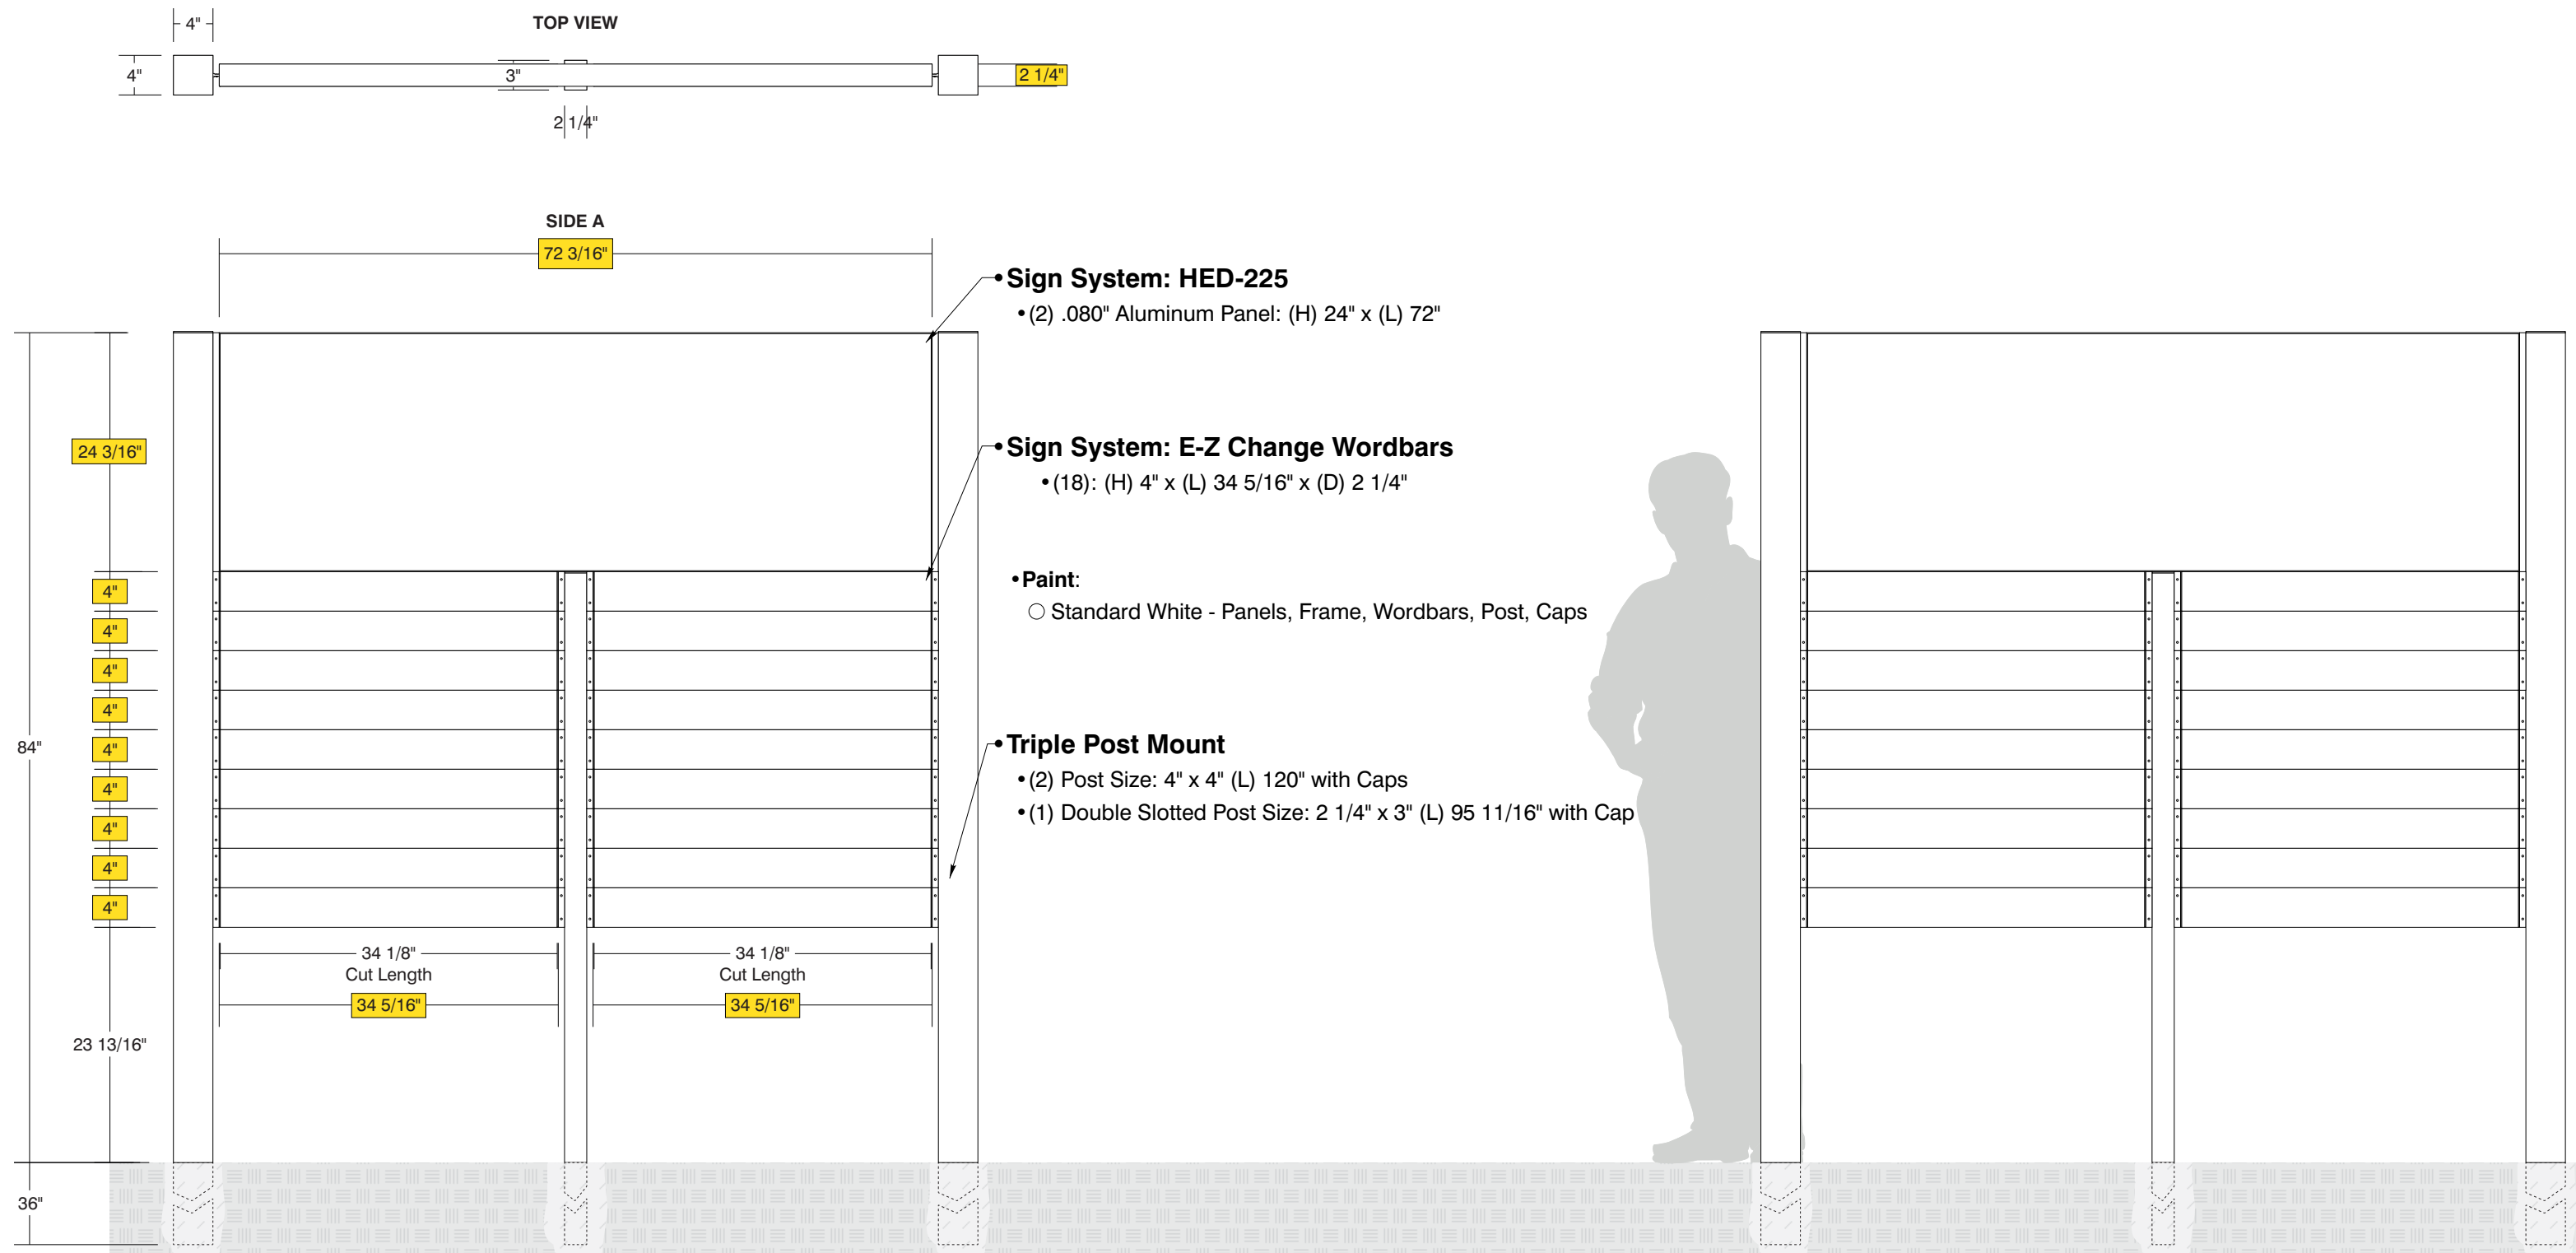 TOP VIEW
4"
4"
3"
2 1/4"
2 1/4"
SIDE A
72 3/16"
•Sign System: HED-225
•(2) .080" Aluminum Panel: (H) 24" x (L) 72"
24 3/16"
•Sign System: E-Z Change Wordbars
•(18): (H) 4" x (L) 34 5/16" x (D) 2 1/4"
•Paint:
○ Standard White - Panels, Frame, Wordbars, Post, Caps
4"
4"
4"
4"
4"
4"
4"
4"
4"
84"
•Triple Post Mount
•(2) Post Size: 4" x 4" (L) 120" with Caps
•(1) Double Slotted Post Size: 2 1/4" x 3" (L) 95 11/16" with Cap
34 1/8"
Cut Length
34 5/16"
34 1/8"
Cut Length
34 5/16"
23 13/16"
36"